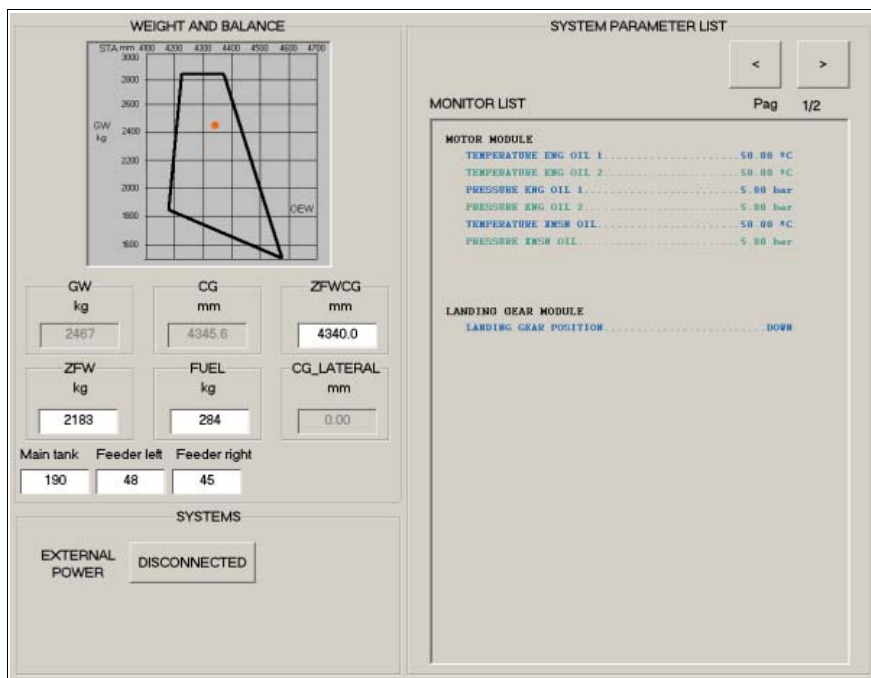 WEIGHT AND BALANCE
STA mm 4100 4200 4300 4400 4500 4600 4700
3000
2800
2600
GW
kg
2400
2200
2000
1800
OEW
1600
GW
kg
2467
CG
mm
4345.6
ZFWCG
mm
4340.0
ZFW
kg
2183
FUEL
kg
284
CG_LATERAL
mm
0.00
Main tank Feeder left Feeder right
190 48 45
SYSTEMS
EXTERNAL
POWER
DISCONNECTED
SYSTEM PARAMETER LIST
< >
MONITOR LIST Pag 1/2
MOTOR MODULE
TEMPERATURE ENG OIL 1 50.00 ºC
TEMPERATURE ENG OIL 2 50.00 ºC
PRESSURE ENG OIL 1 5.00 bar
PRESSURE ENG OIL 2 5.00 bar
TEMPERATURE XMSN OIL 50.00 ºC
PRESSURE XMSN OIL 5.00 bar
LANDING GEAR MODULE
LANDING GEAR POSITION DOWN